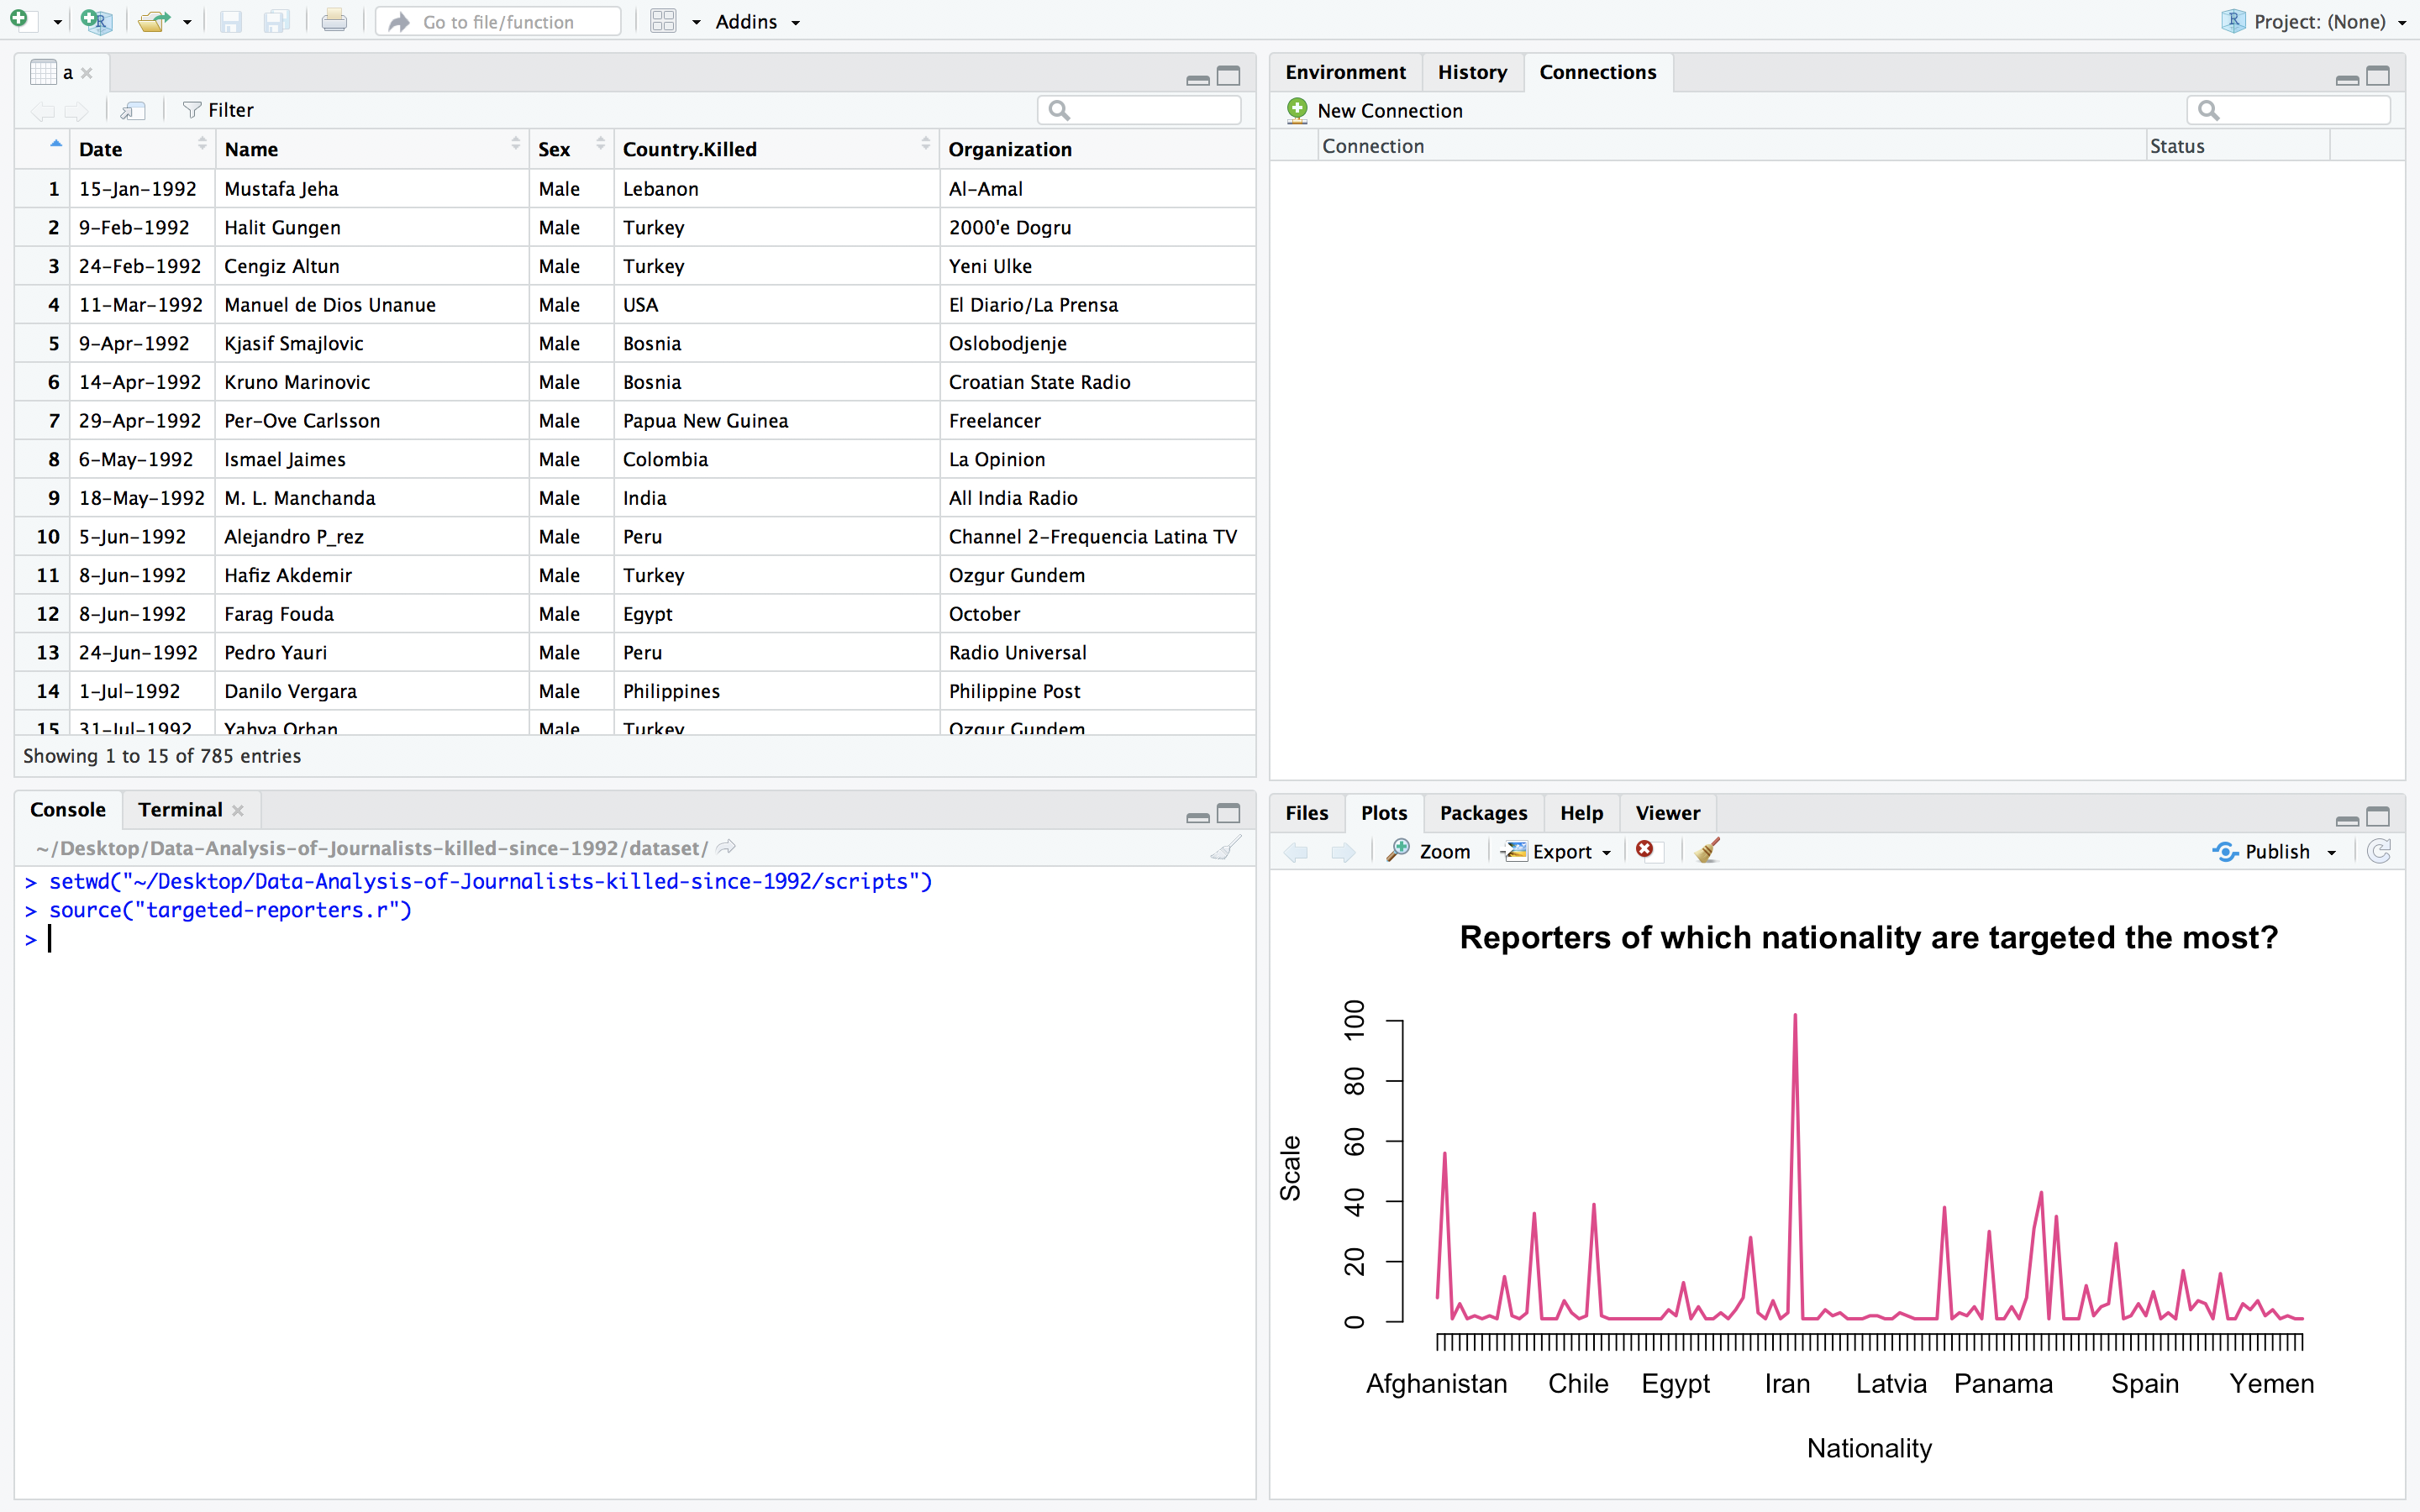 Go to file/function
Addins
Project: (None)
a
Filter
Date Name Sex Country.Killed Organization
1 15-Jan-1992 Mustafa Jeha Male Lebanon Al-Amal
2 9-Feb-1992 Halit Gungen Male Turkey 2000'e Dogru
3 24-Feb-1992 Cengiz Altun Male Turkey Yeni Ulke
4 11-Mar-1992 Manuel de Dios Unanue Male USA El Diario/La Prensa
5 9-Apr-1992 Kjasif Smajlovic Male Bosnia Oslobodjenje
6 14-Apr-1992 Kruno Marinovic Male Bosnia Croatian State Radio
7 29-Apr-1992 Per-Ove Carlsson Male Papua New Guinea Freelancer
8 6-May-1992 Ismael Jaimes Male Colombia La Opinion
9 18-May-1992 M. L. Manchanda Male India All India Radio
10 5-Jun-1992 Alejandro P_rez Male Peru Channel 2-Frequencia Latina TV
11 8-Jun-1992 Hafiz Akdemir Male Turkey Ozgur Gundem
12 8-Jun-1992 Farag Fouda Male Egypt October
13 24-Jun-1992 Pedro Yauri Male Peru Radio Universal
14 1-Jul-1992 Danilo Vergara Male Philippines Philippine Post
15 31-Jul-1992 Yahya Orhan Male Turkey Ozgur Gundem
Showing 1 to 15 of 785 entries
Environment History Connections
New Connection
Connection Status
Console Terminal
~/Desktop/Data-Analysis-of-Journalists-killed-since-1992/dataset/
> setwd("~/Desktop/Data-Analysis-of-Journalists-killed-since-1992/scripts")
> source("targeted-reporters.r")
>
Files Plots Packages Help Viewer
Zoom Export Publish
Reporters of which nationality are targeted the most?
100
80
60
40
20
0
Scale
Afghanistan Chile Egypt Iran Latvia Panama Spain Yemen
Nationality